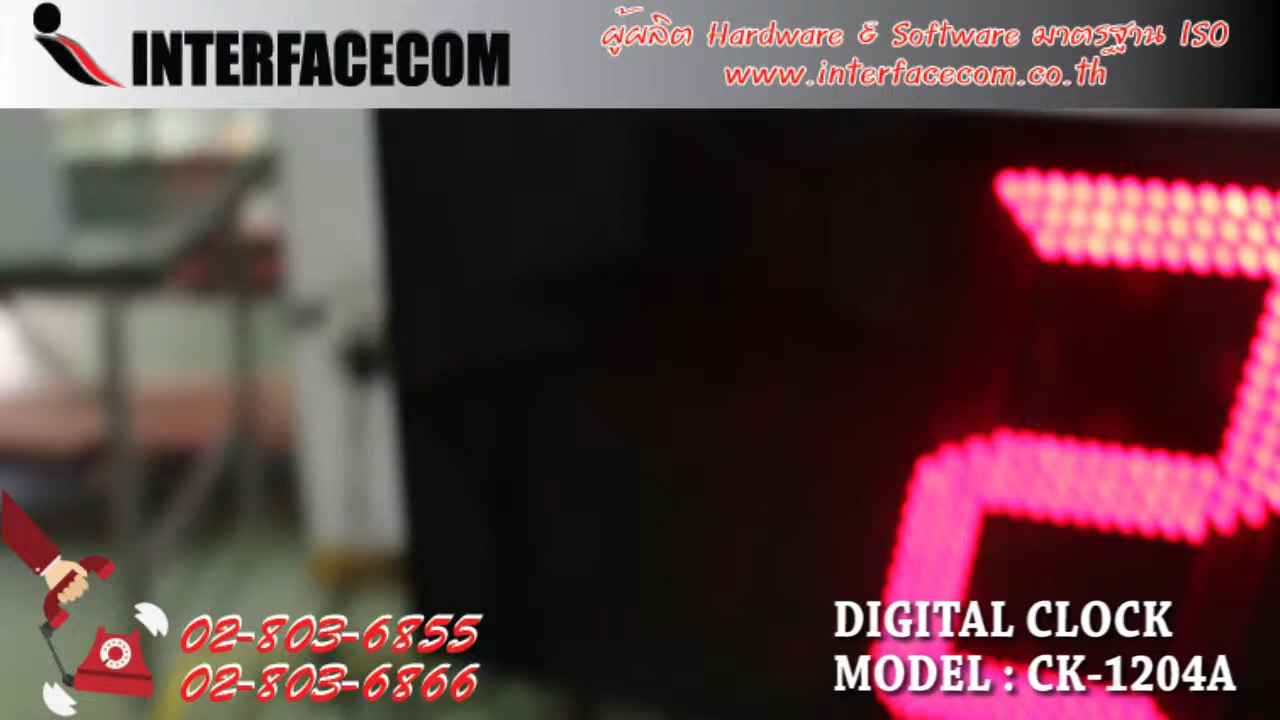 INTERFACECOM
ผู้ผลิต Hardware & Software มาตรฐาน ISO
www.interfacecom.co.th
2
02-803-6855
02-803-6866
DIGITAL CLOCK
MODEL : CK-1204A